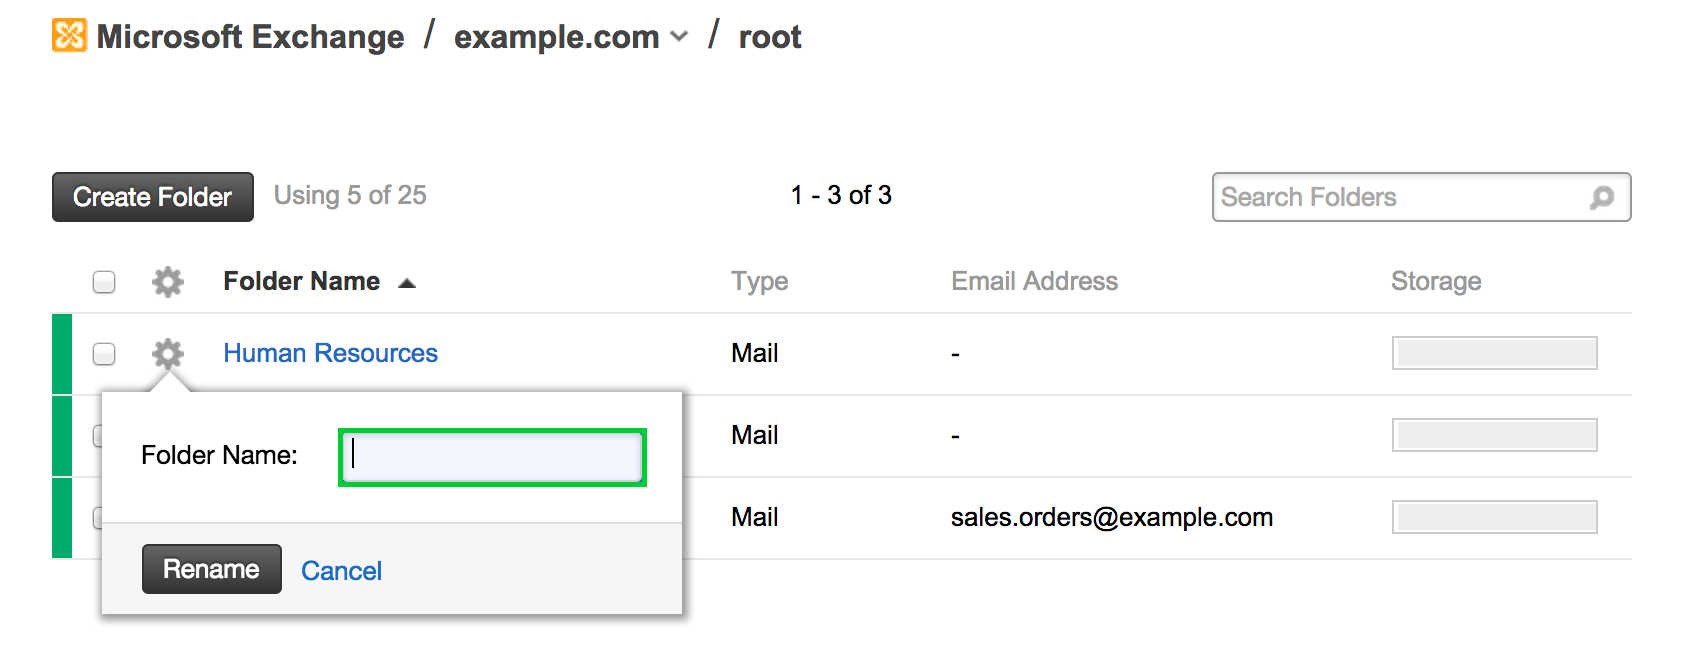 Microsoft Exchange / example.com / root
Create Folder Using 5 of 25 1 - 3 of 3 Search Folders
Folder Name Type Email Address Storage
Human Resources Mail -
Mail -
Folder Name:
Mail sales.orders@example.com
Rename Cancel